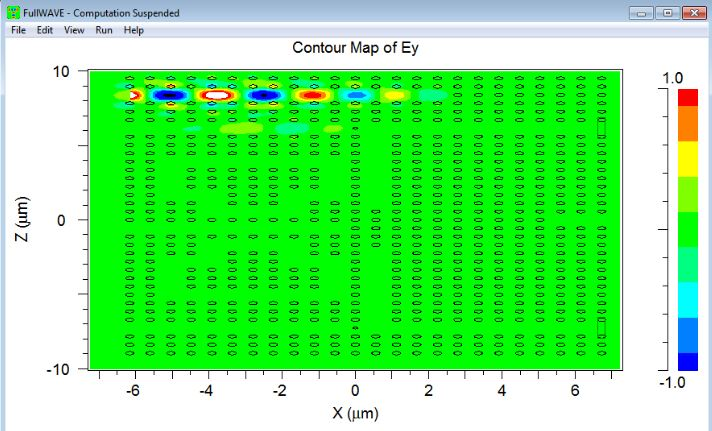 FullWAVE - Computation Suspended
File Edit View Run Help
Contour Map of Ey
10
0
-10
Z (µm)
-6 -4 -2 0 2 4 6
X (µm)
1.0
-1.0